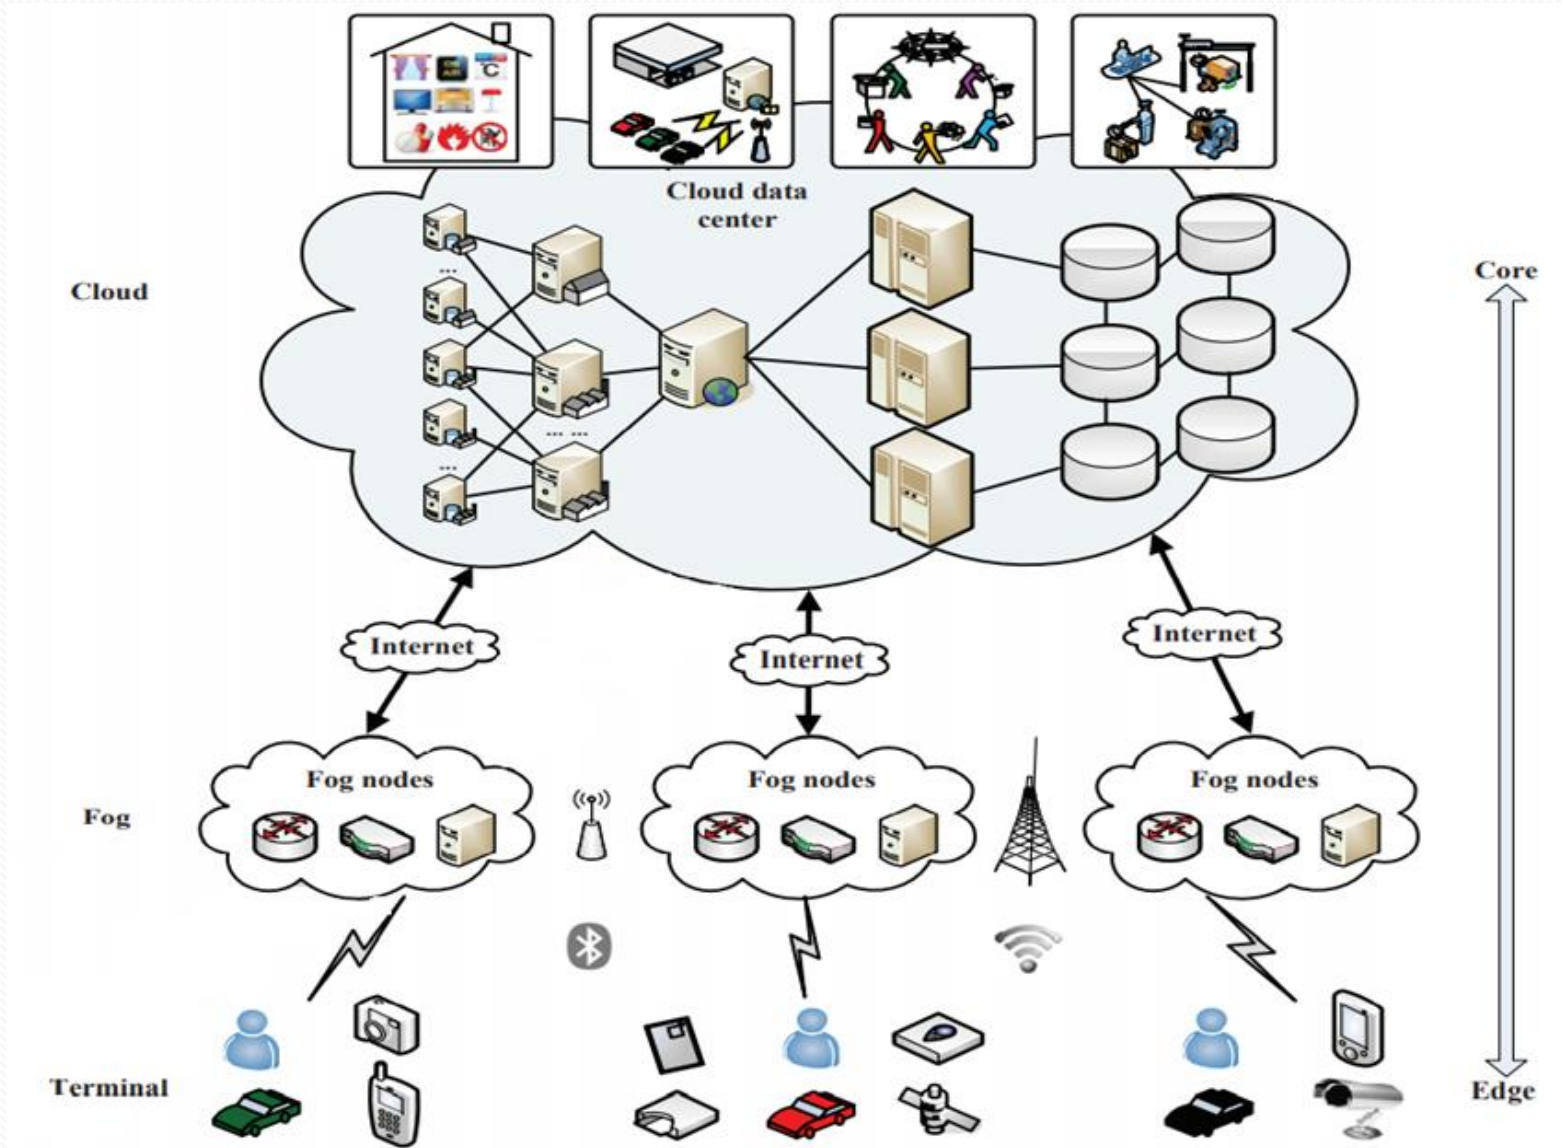 Cloud data
center
Cloud
Core
...
...
... ...
Internet
Internet
Internet
Fog nodes
Fog nodes
Fog nodes
Fog
Terminal
Edge
°C